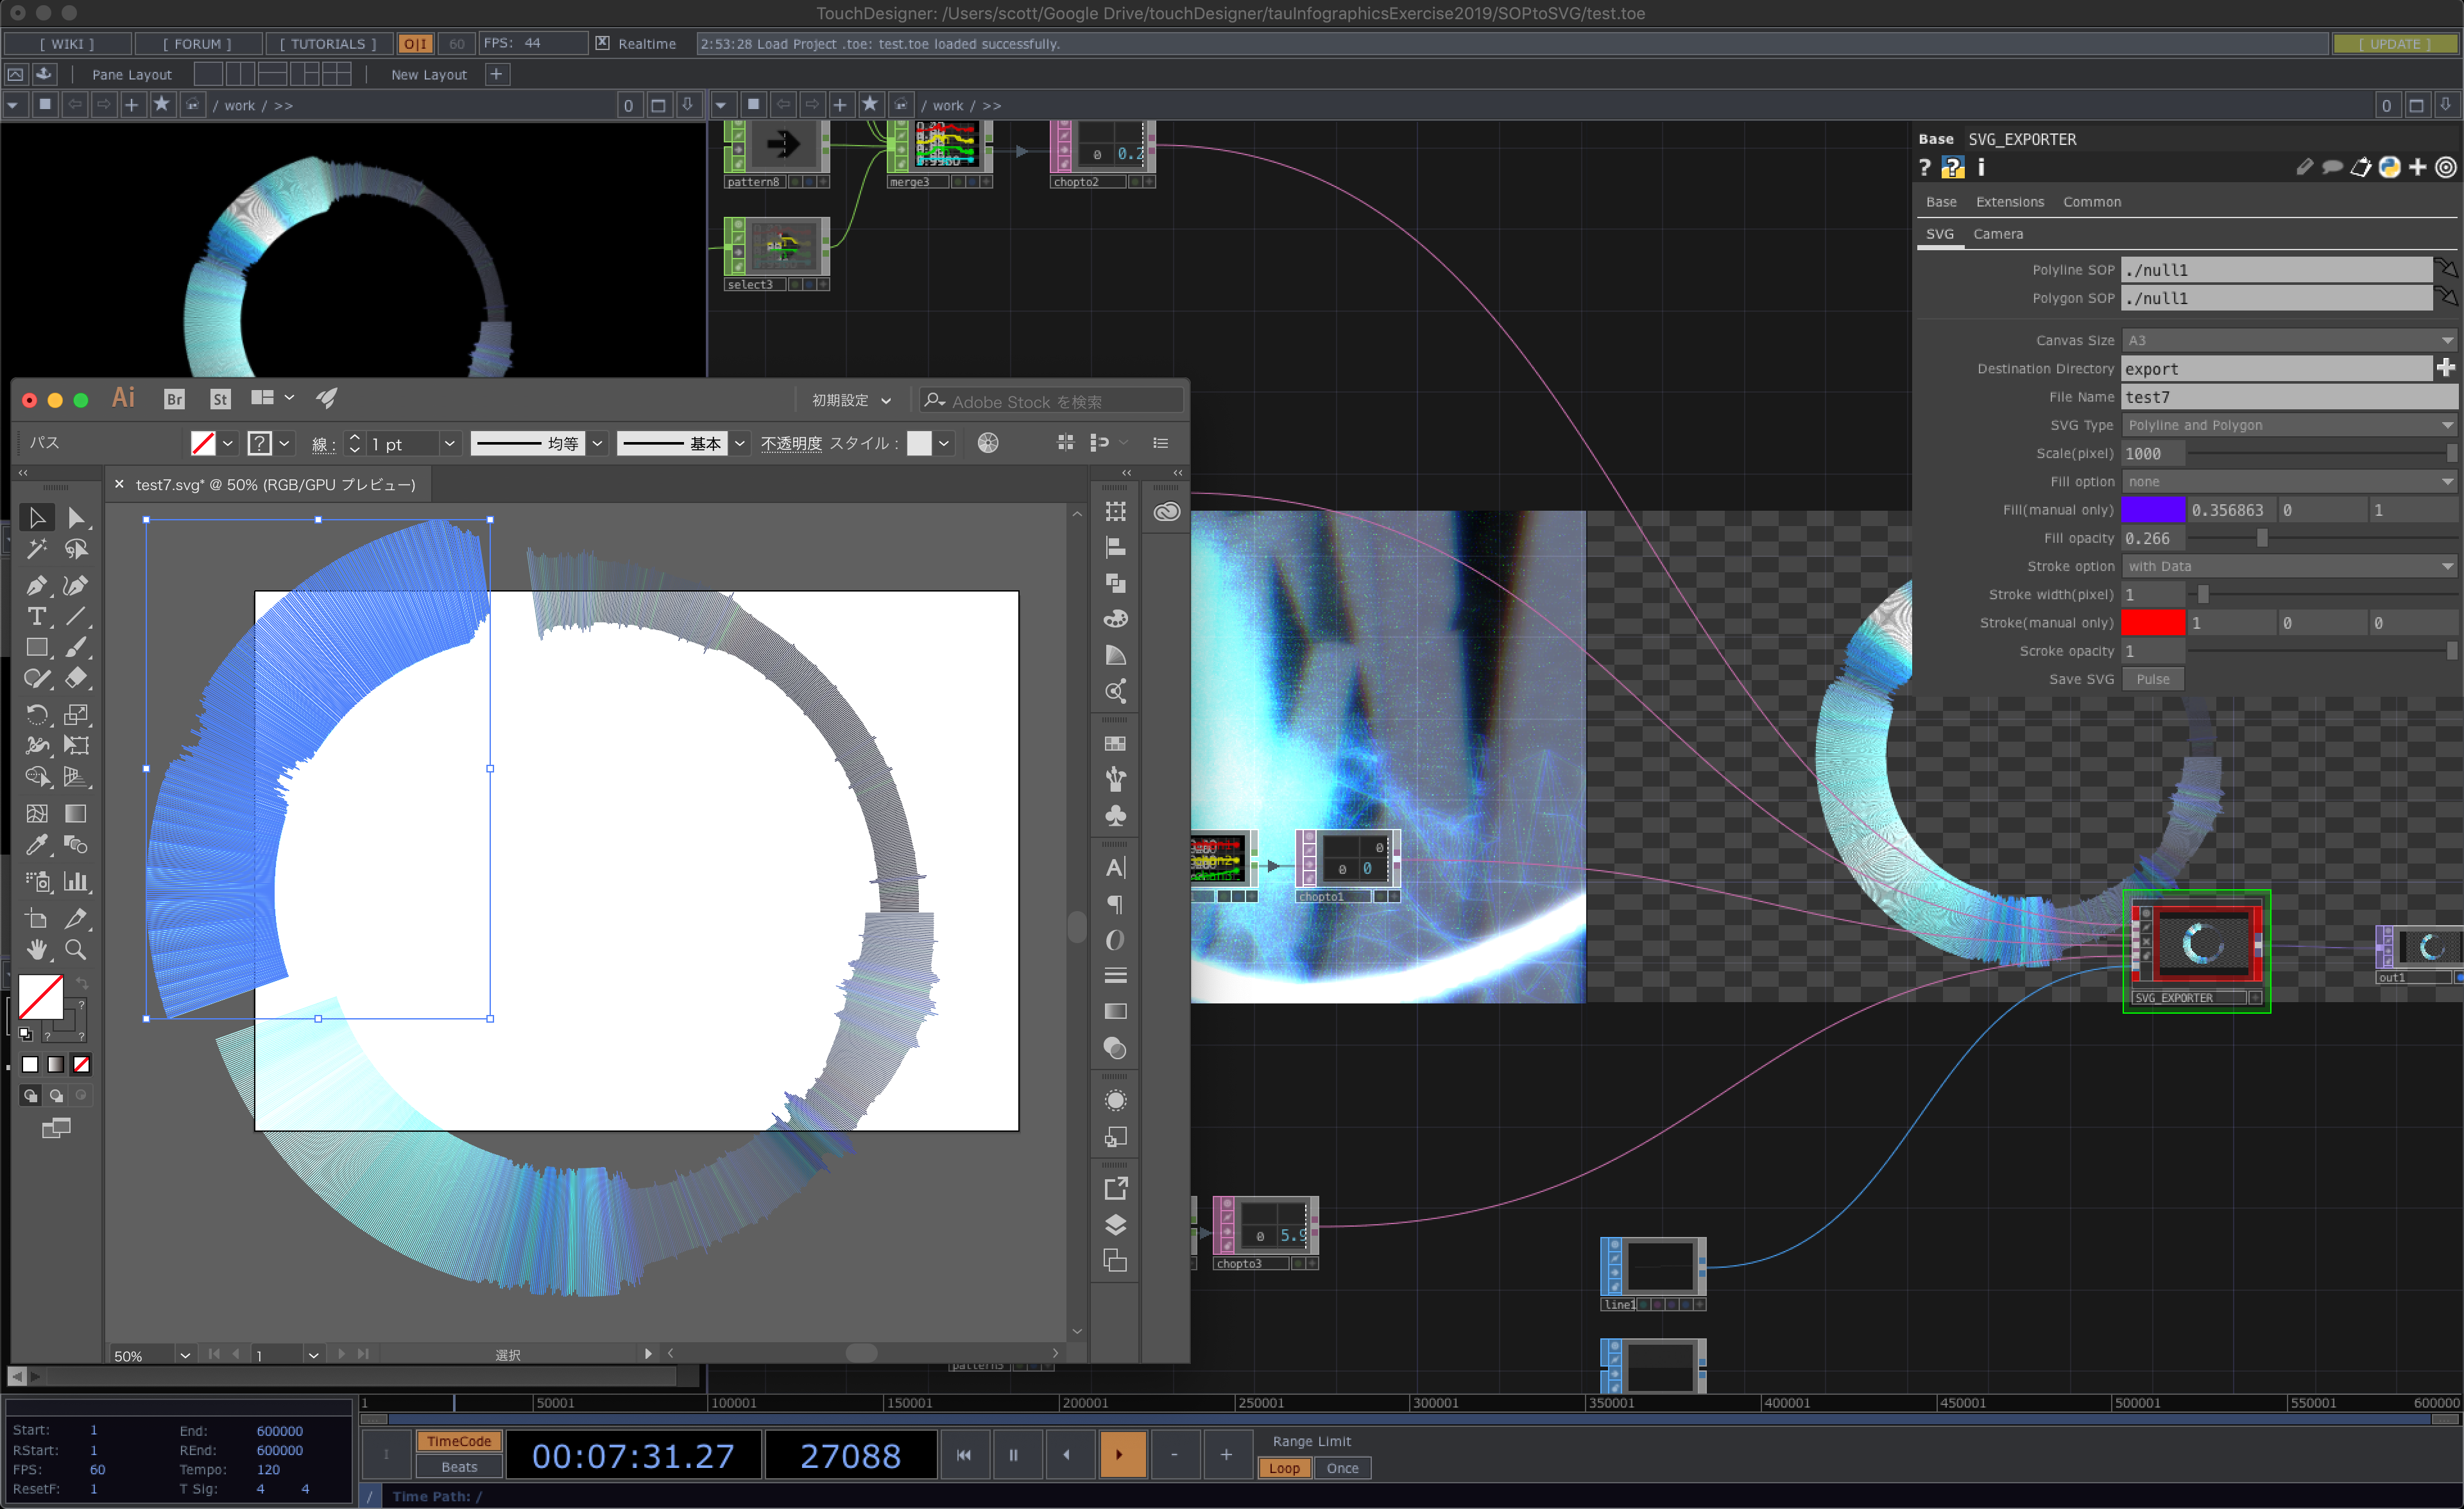 TouchDesigner: /Users/scott/Google Drive/touchDesigner/tauInfographicsExercise2019/SOPtoSVG/test.toe
[ WIKI ] [ FORUM ] [ TUTORIALS ] O|I 60 FPS: 44 Realtime 2:53:28 Load Project .toe: test.toe loaded successfully. [ UPDATE ]
Pane Layout New Layout +
/ work / >> 0 / work / >> 0
pattern8 merge3 0 0.2 chopto2
select3
Base SVG_EXPORTER
Base Extensions Common
SVG Camera
Polyline SOP ./null1
Polygon SOP ./null1
Canvas Size A3
Destination Directory export
File Name test7
SVG Type Polyline and Polygon
Scale(pixel) 1000
Fill option none
Fill(manual only) 0.356863 0 1
Fill opacity 0.266
Stroke option with Data
Stroke width(pixel) 1
Stroke(manual only) 1 0 0
Scroke opacity 1
Save SVG Pulse
Ai Br St 初期設定 Adobe Stock を検索
パス 線 : 1 pt 均等 基本 不透明度 スタイル :
× test7.svg* @ 50% (RGB/GPU プレビュー)
50% 1 選択
0
0 0
chopto1
SVG_EXPORTER
out1
0 5.9
chopto3
line1
pattern5
1 50001 100001 150001 200001 250001 300001 350001 400001 450001 500001 550001 600000
Start: 1 End: 600000
RStart: 1 REnd: 600000
FPS: 60 Tempo: 120
ResetF: 1 T Sig: 4 4
TimeCode
Beats
00:07:31.27 27088 - +
Range Limit
Loop Once
/ Time Path: /